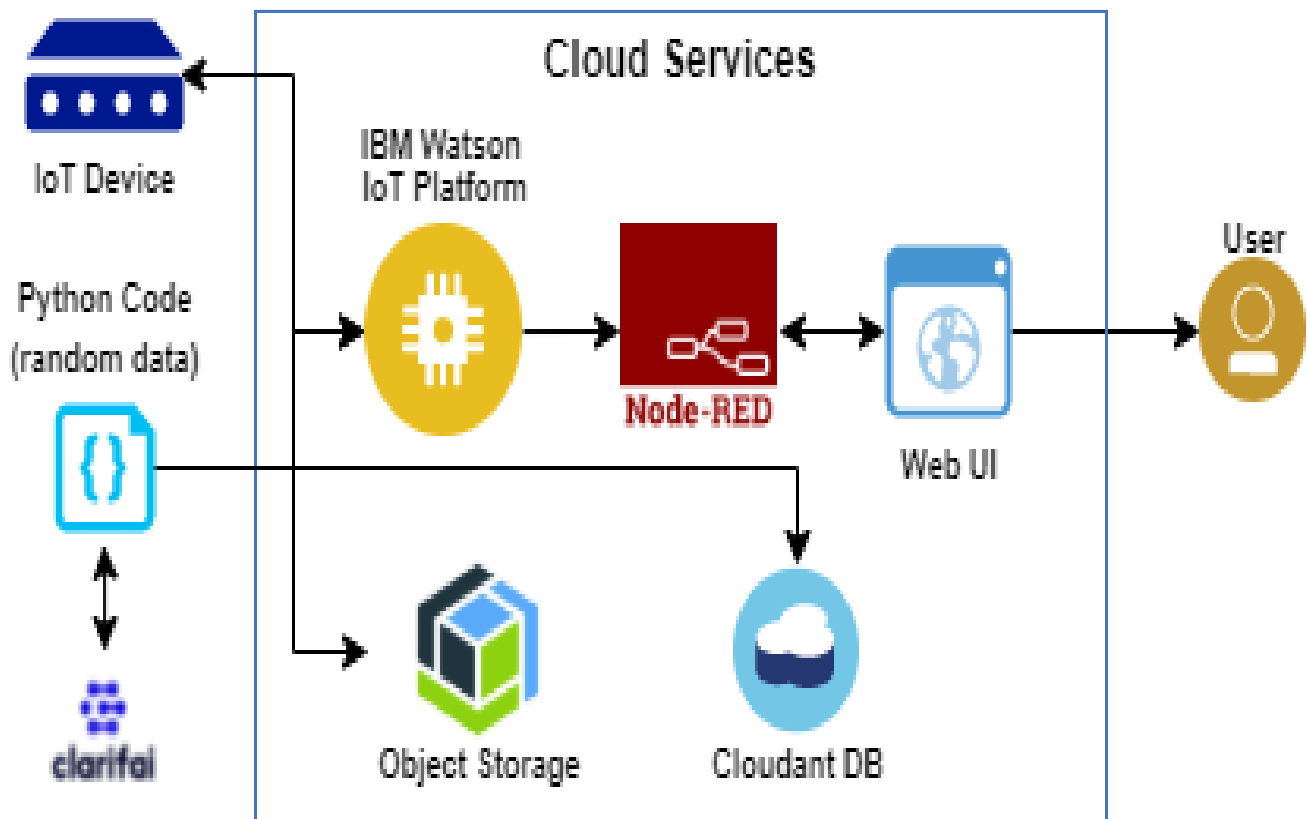 Cloud Services
IoT Device
IBM Watson
IoT Platform
User
Python Code
(random data)
Node-RED
Web UI
{}
clarifai
Object Storage
Cloudant DB